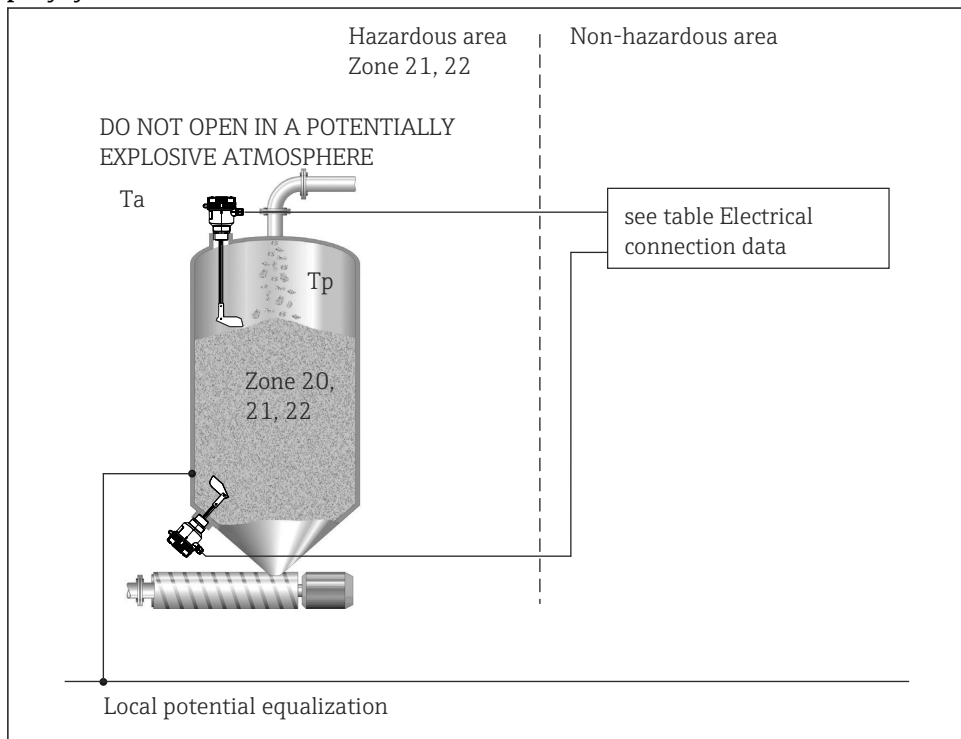 Hazardous area
Zone 21, 22
Non-hazardous area
DO NOT OPEN IN A POTENTIALLY
EXPLOSIVE ATMOSPHERE
Ta
see table Electrical
connection data
Tp
Zone 20,
21, 22
Local potential equalization